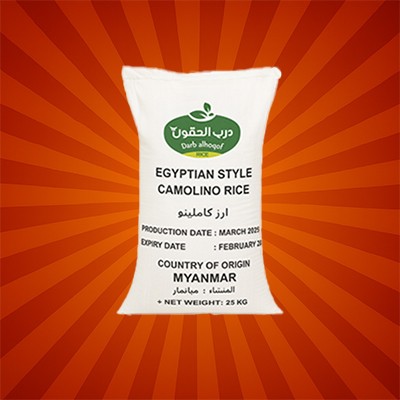 درب الحقول
Darb alhoqol
RICE
EGYPTIAN STYLE
CAMOLINO RICE
ارز كاملينو
PRODUCTION DATE : MARCH 2025
EXPIRY DATE : FEBRUARY
COUNTRY OF ORIGIN
MYANMAR
المنشاء : ميانمار
+ NET WEIGHT: 25 KG